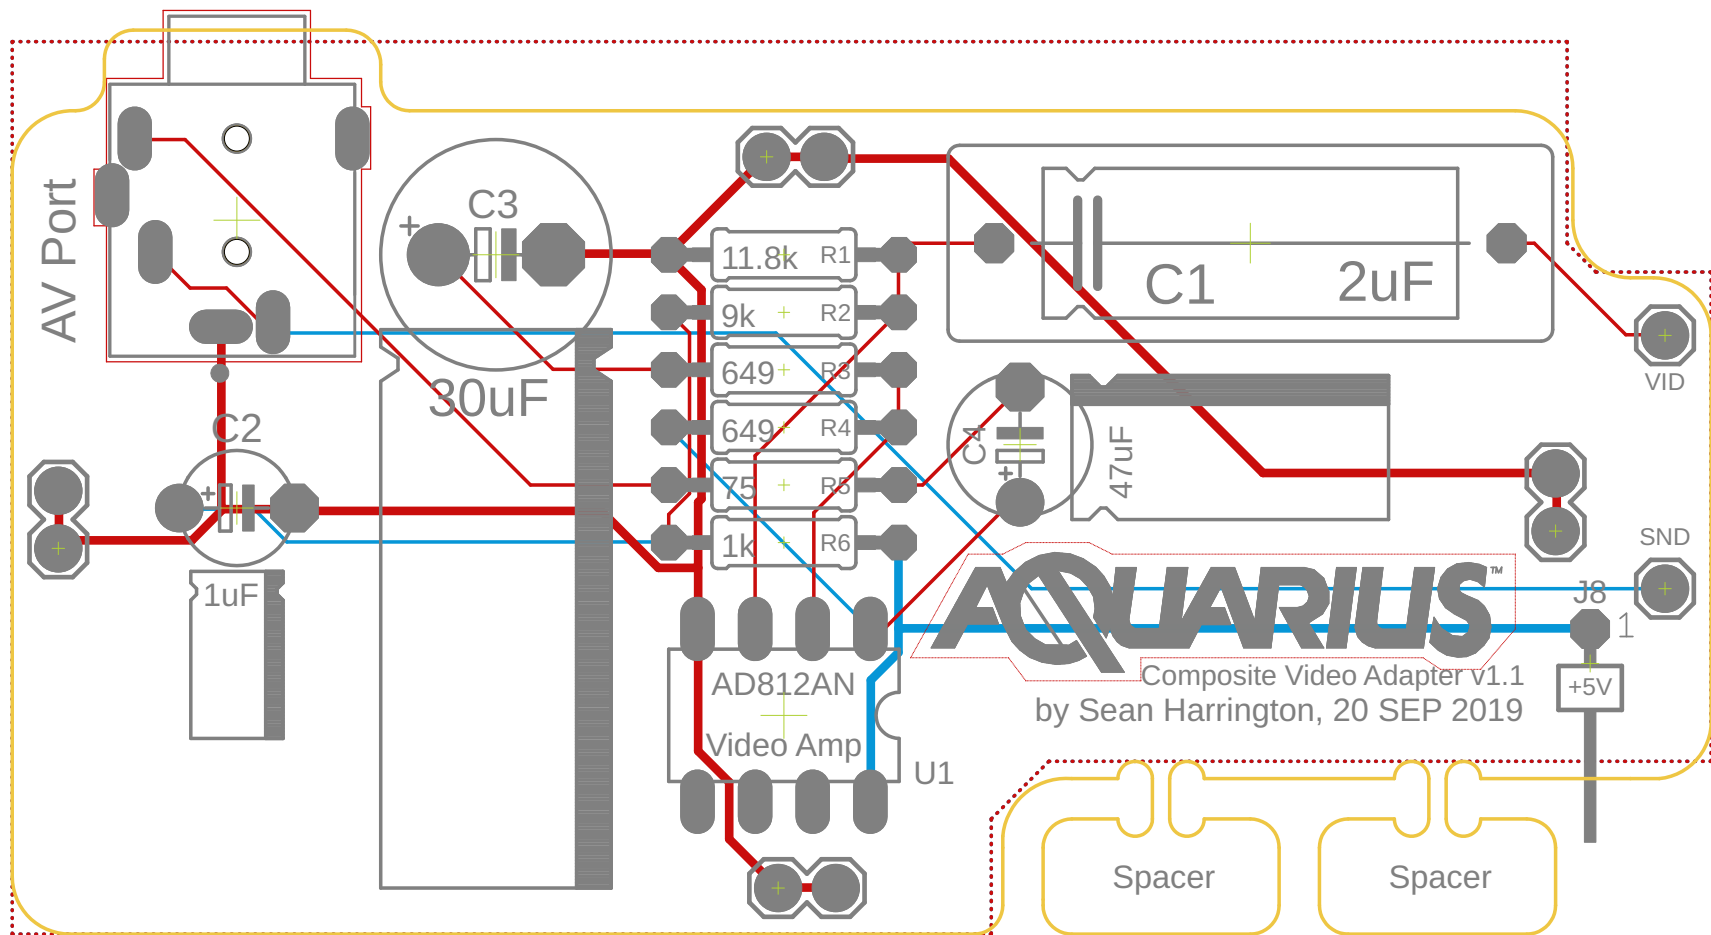 AV Port
C3
+
30uF
C2
+
1uF
11.8k R1
9k R2
649 R3
649 R4
75 R5
1k R6
C1 2uF
VID
C4
+
47uF
SND
J8
1
+5V
AQUARIUS™
Composite Video Adapter v1.1
by Sean Harrington, 20 SEP 2019
AD812AN
Video Amp
U1
Spacer Spacer